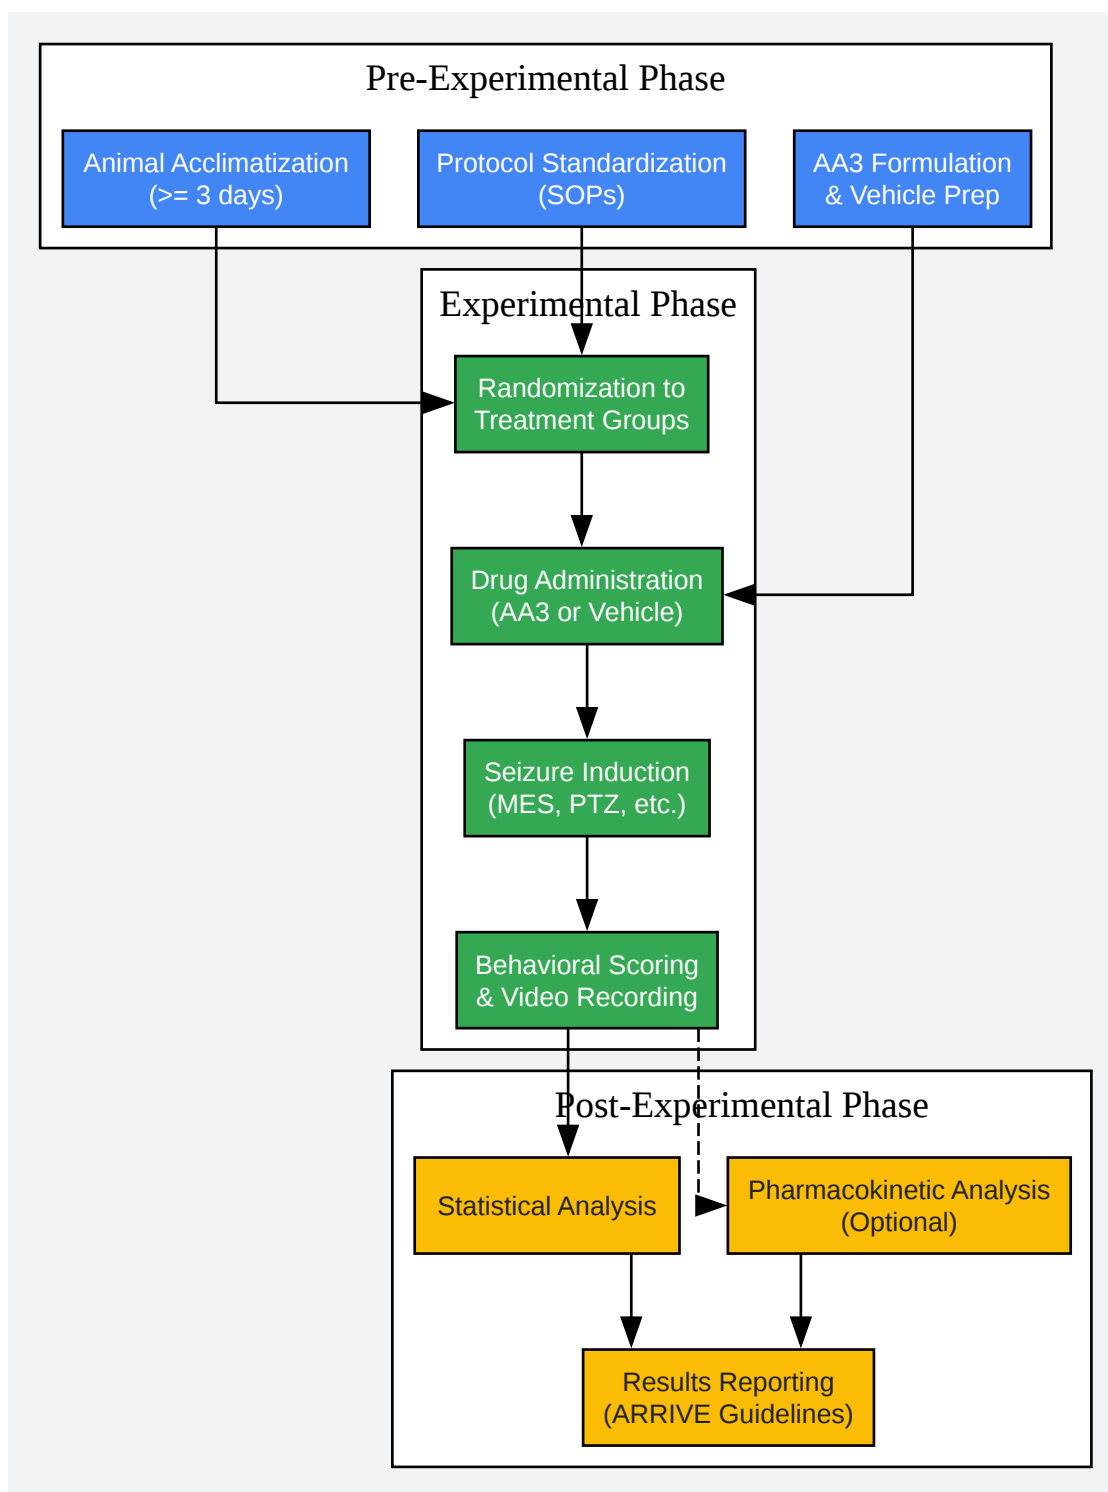 Pre-Experimental Phase
Animal Acclimatization
(>= 3 days)
Protocol Standardization
(SOPs)
AA3 Formulation
& Vehicle Prep
Experimental Phase
Randomization to
Treatment Groups
Drug Administration
(AA3 or Vehicle)
Seizure Induction
(MES, PTZ, etc.)
Behavioral Scoring
& Video Recording
Post-Experimental Phase
Statistical Analysis
Pharmacokinetic Analysis
(Optional)
Results Reporting
(ARRIVE Guidelines)